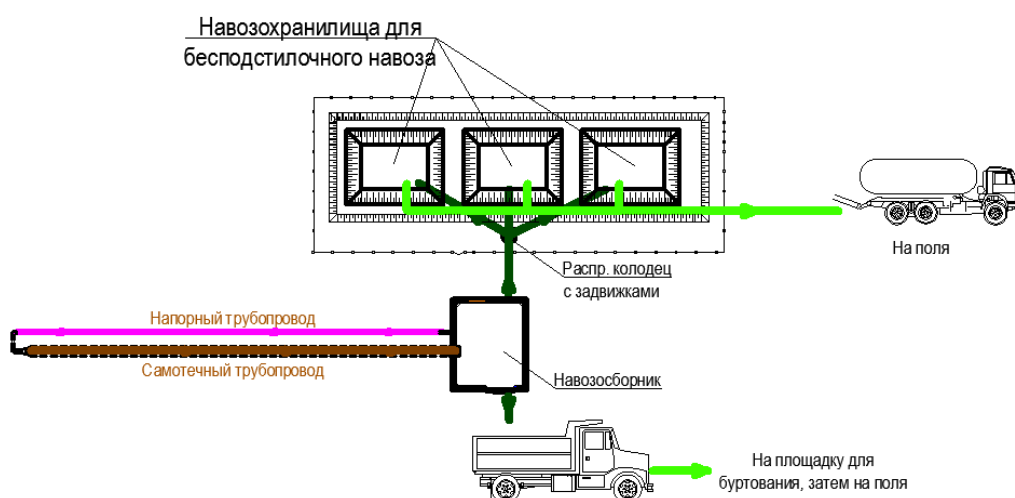 Навозохранилища для
бесподстилочного навоза
На поля
Распр. колодец
с задвижками
Напорный трубопровод
Самотечный трубопровод
Навозосборник
На площадку для
буртования, затем на поля